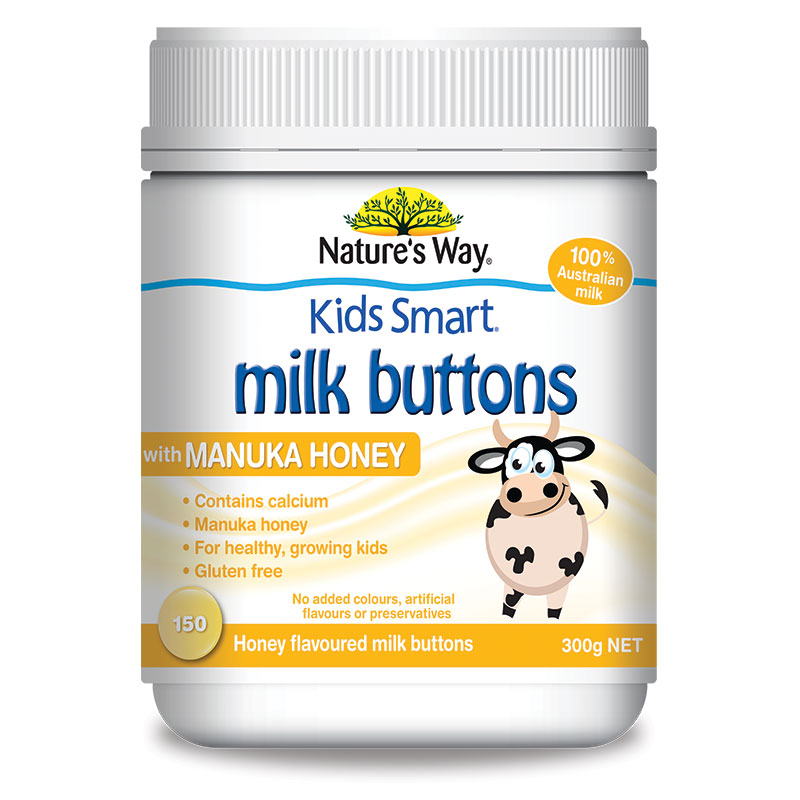 Nature's Way®
100%
Australian
milk
Kids Smart®
milk buttons
with MANUKA HONEY
• Contains calcium
• Manuka honey
• For healthy, growing kids
• Gluten free
No added colours, artificial
flavours or preservatives
150
Honey flavoured milk buttons
300g NET